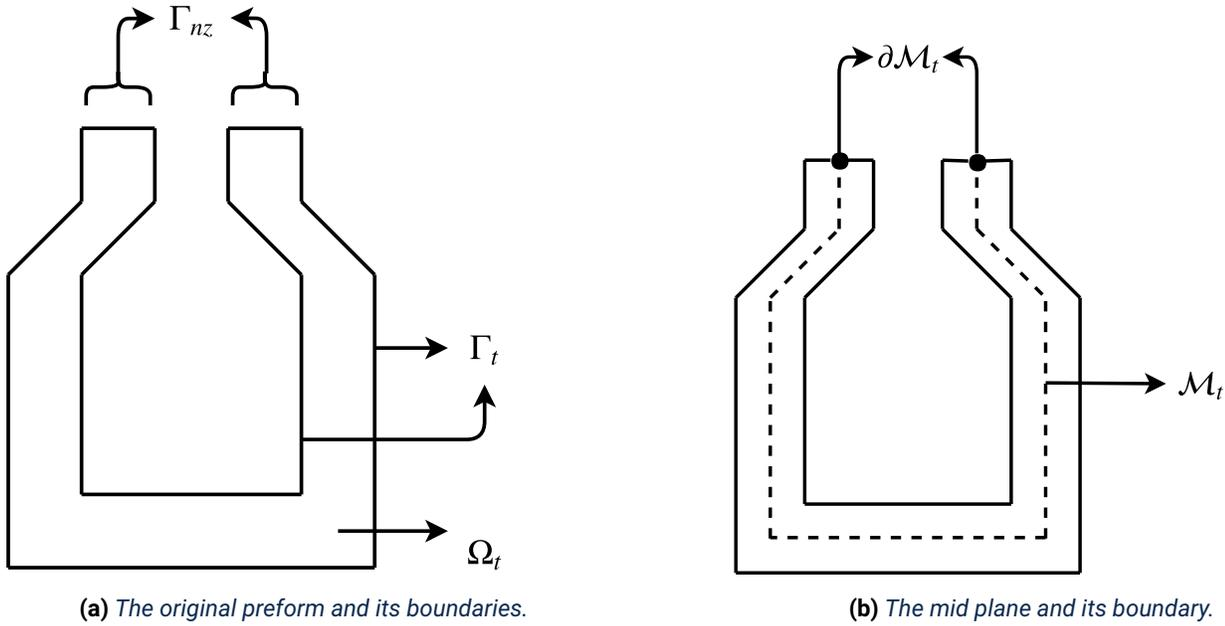 Γnz
∂ℳt
Γt
ℳt
Ωt
(a) The original preform and its boundaries.
(b) The mid plane and its boundary.